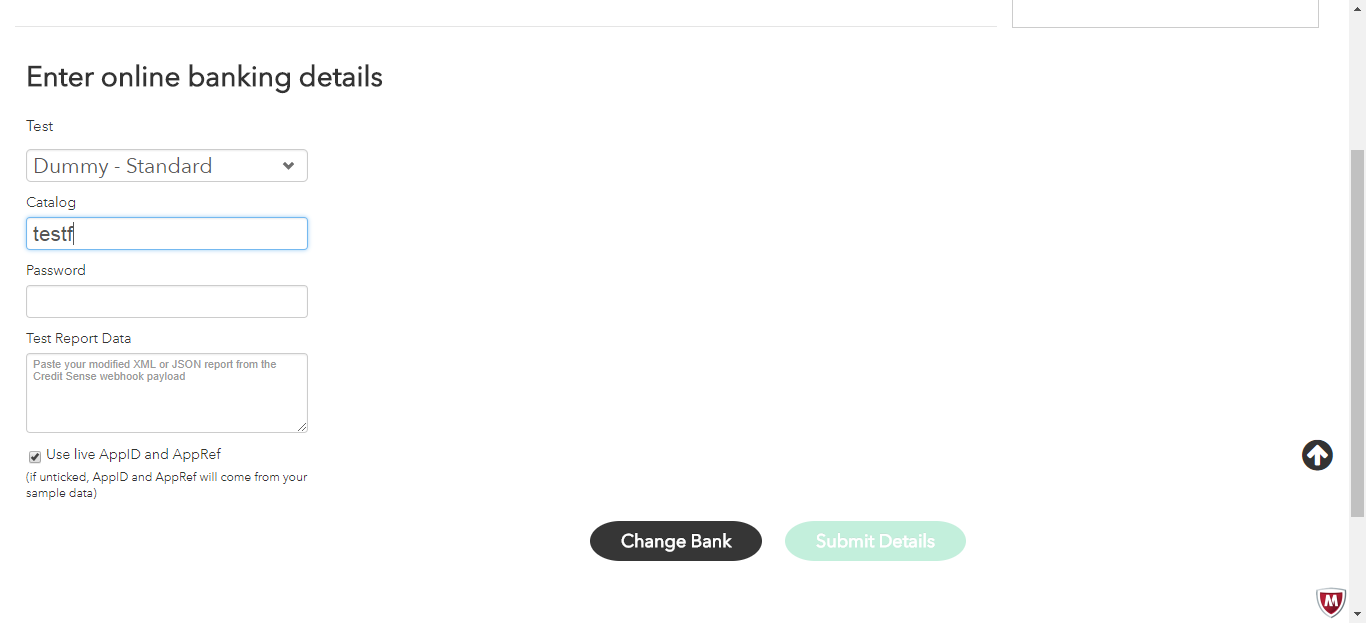 Enter online banking details
Test
Dummy - Standard
Catalog
testf
Password
Test Report Data
Paste your modified XML or JSON report from the
Credit Sense webhook payload
Use live AppID and AppRef
(if unticked, AppID and AppRef will come from your
sample data)
Change Bank
Submit Details
M